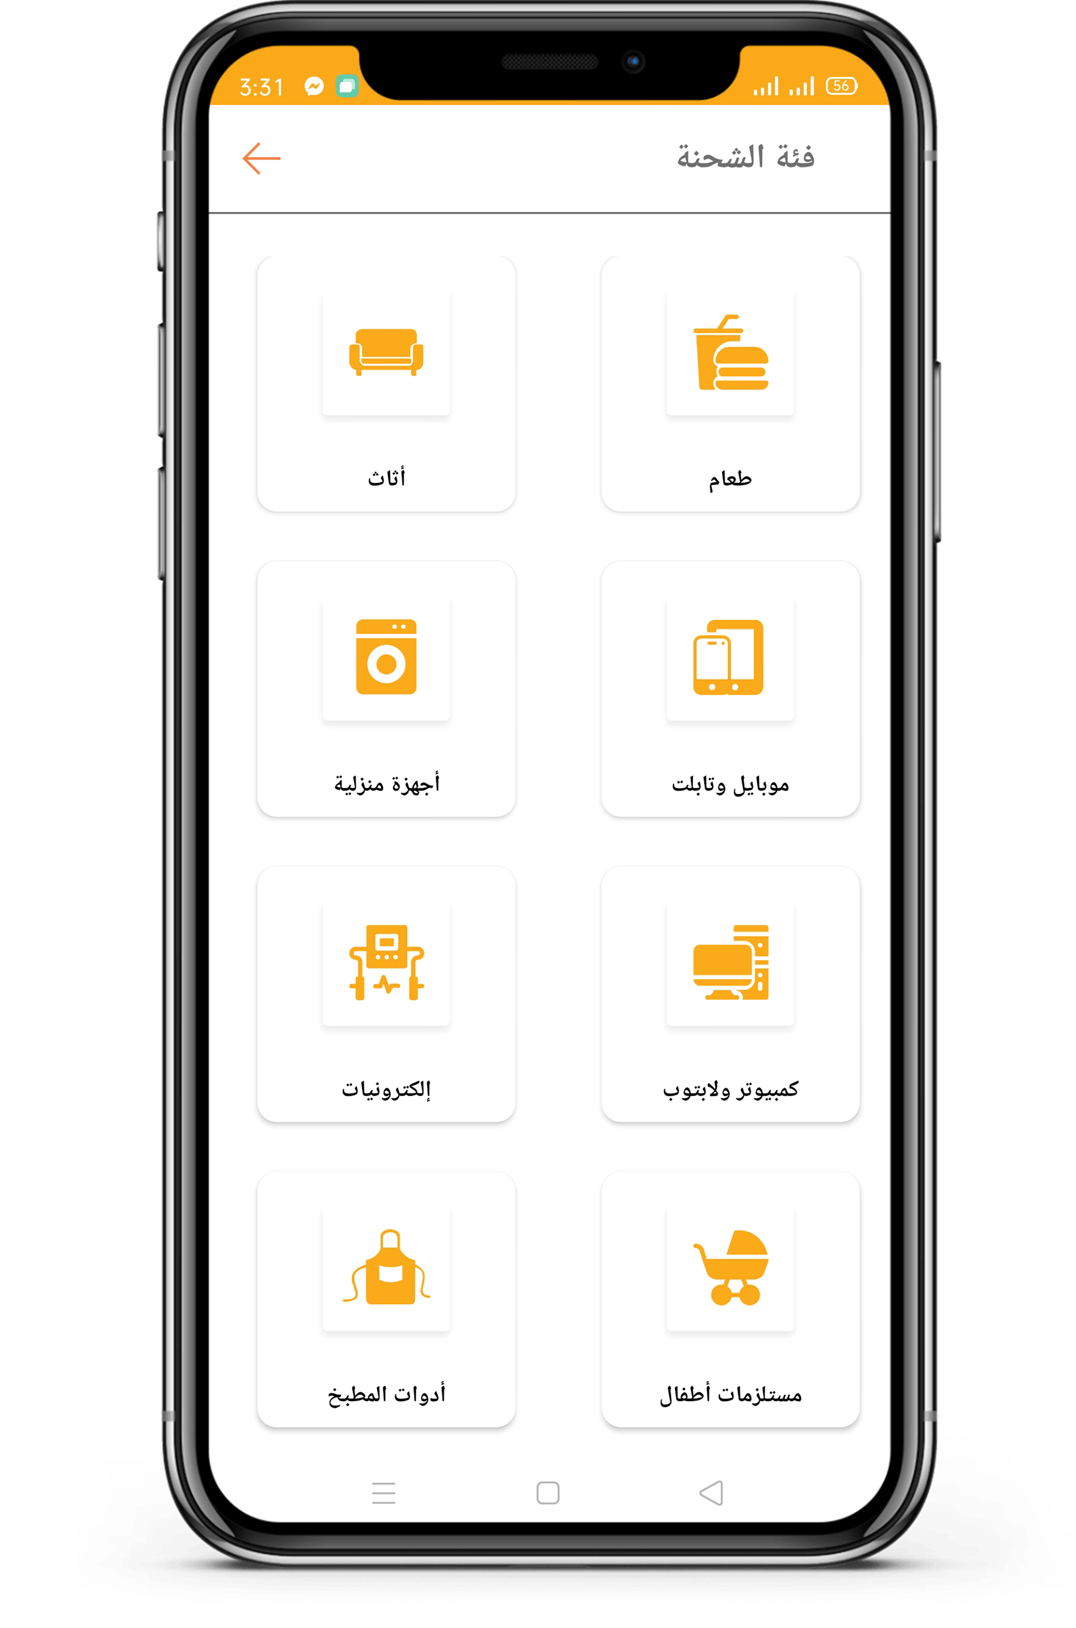 3:31
56
فئة الشحنة
طعام
أثاث
موبايل وتابلت
أجهزة منزلية
كمبيوتر ولابتوب
إلكترونيات
مستلزمات أطفال
أدوات المطبخ